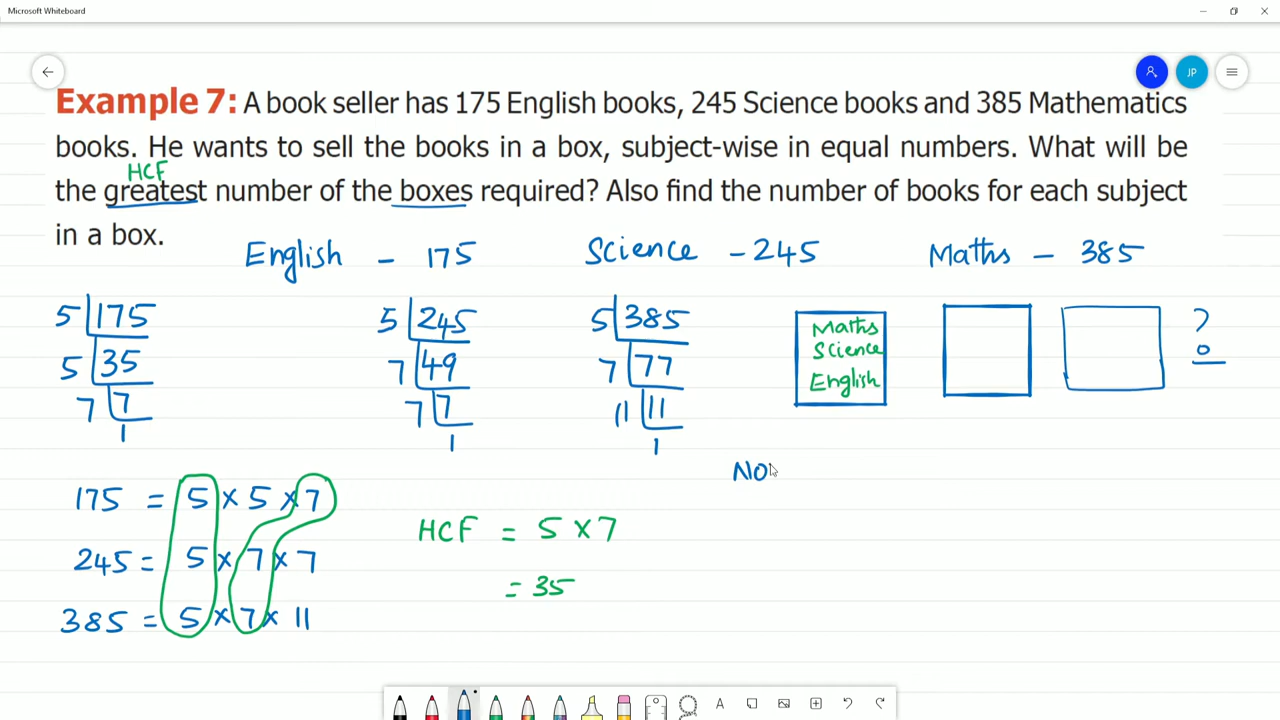 Microsoft Whiteboard
JP
Example 7: A book seller has 175 English books, 245 Science books and 385 Mathematics
books. He wants to sell the books in a box, subject-wise in equal numbers. What will be
HCF
the greatest number of the boxes required? Also find the number of books for each subject
in a box.
English - 175 Science - 245 Maths - 385
5 175 5 245 5 385 Maths ?
5 35 7 49 7 77 Science
English
7 7 7 7 11 11
1 1 1
NO
175 = 5 × 5 × 7
HCF = 5 × 7
245 = 5 × 7 × 7
= 35
385 = 5 × 7 × 11
A